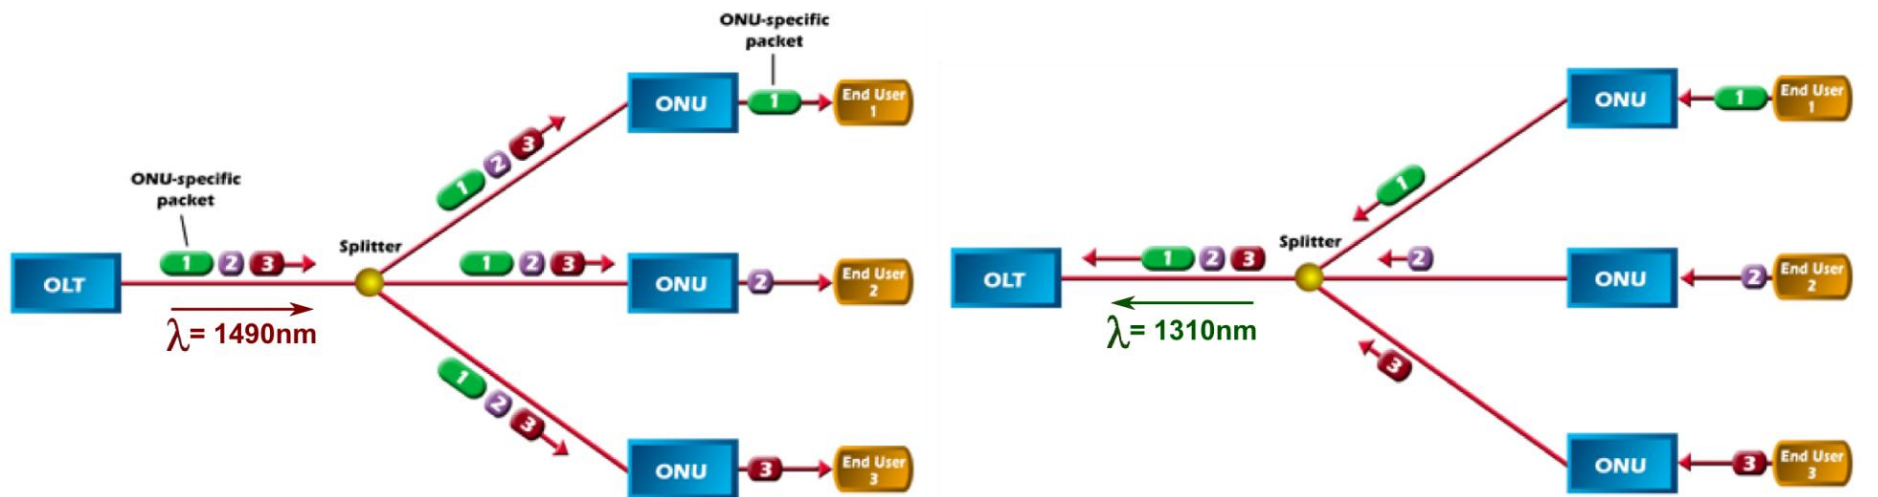 ONU-specific
packet
ONU
1
End User
1
1 2 3
ONU-specific
packet
Splitter
OLT
1 2 3
1 2 3
ONU
2
End User
2
λ= 1490nm
1 2 3
ONU
3
End User
3
ONU
1
End User
1
1
Splitter
OLT
1 2 3
2
ONU
2
End User
2
λ= 1310nm
3
ONU
3
End User
3